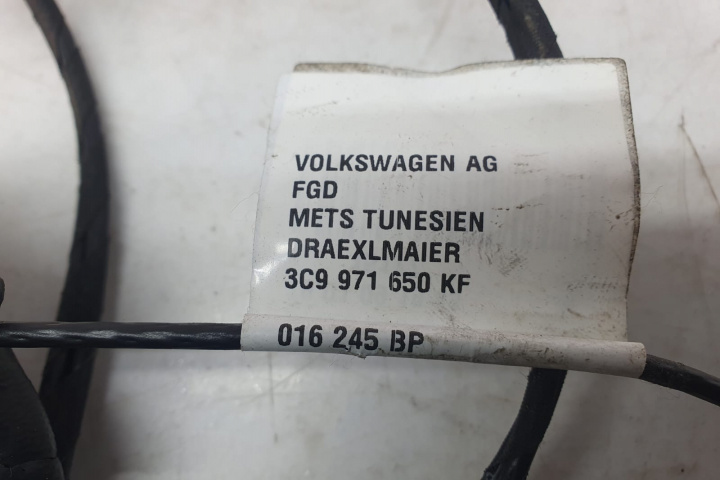 VOLKSWAGEN AG
FGD
METS TUNESIEN
DRAEXLMAIER
3C9 971 650 KF
016 245 BP